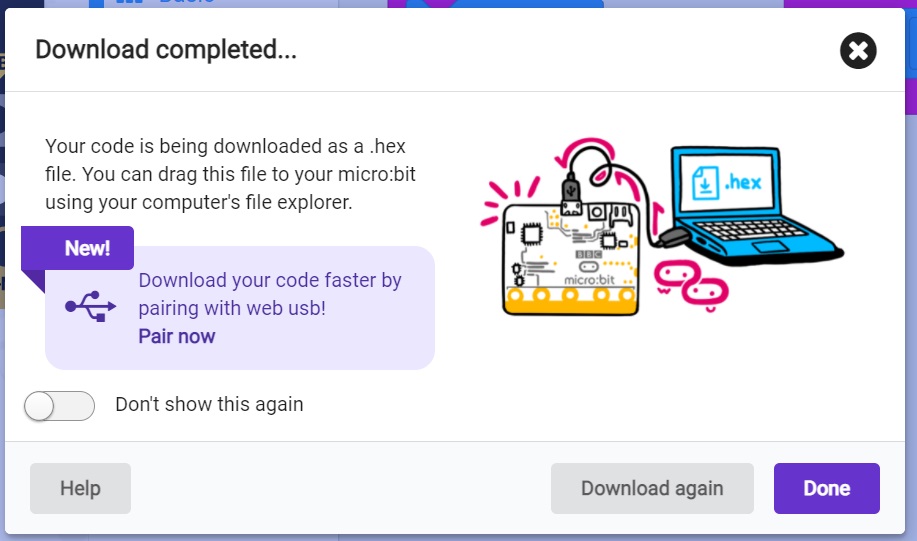 Basic
Download completed...
Your code is being downloaded as a .hex
file. You can drag this file to your micro:bit
using your computer's file explorer.
New!
Download your code faster by
pairing with web usb!
Pair now
.hex
BBC
micro:bit
Don't show this again
Help
Download again
Done